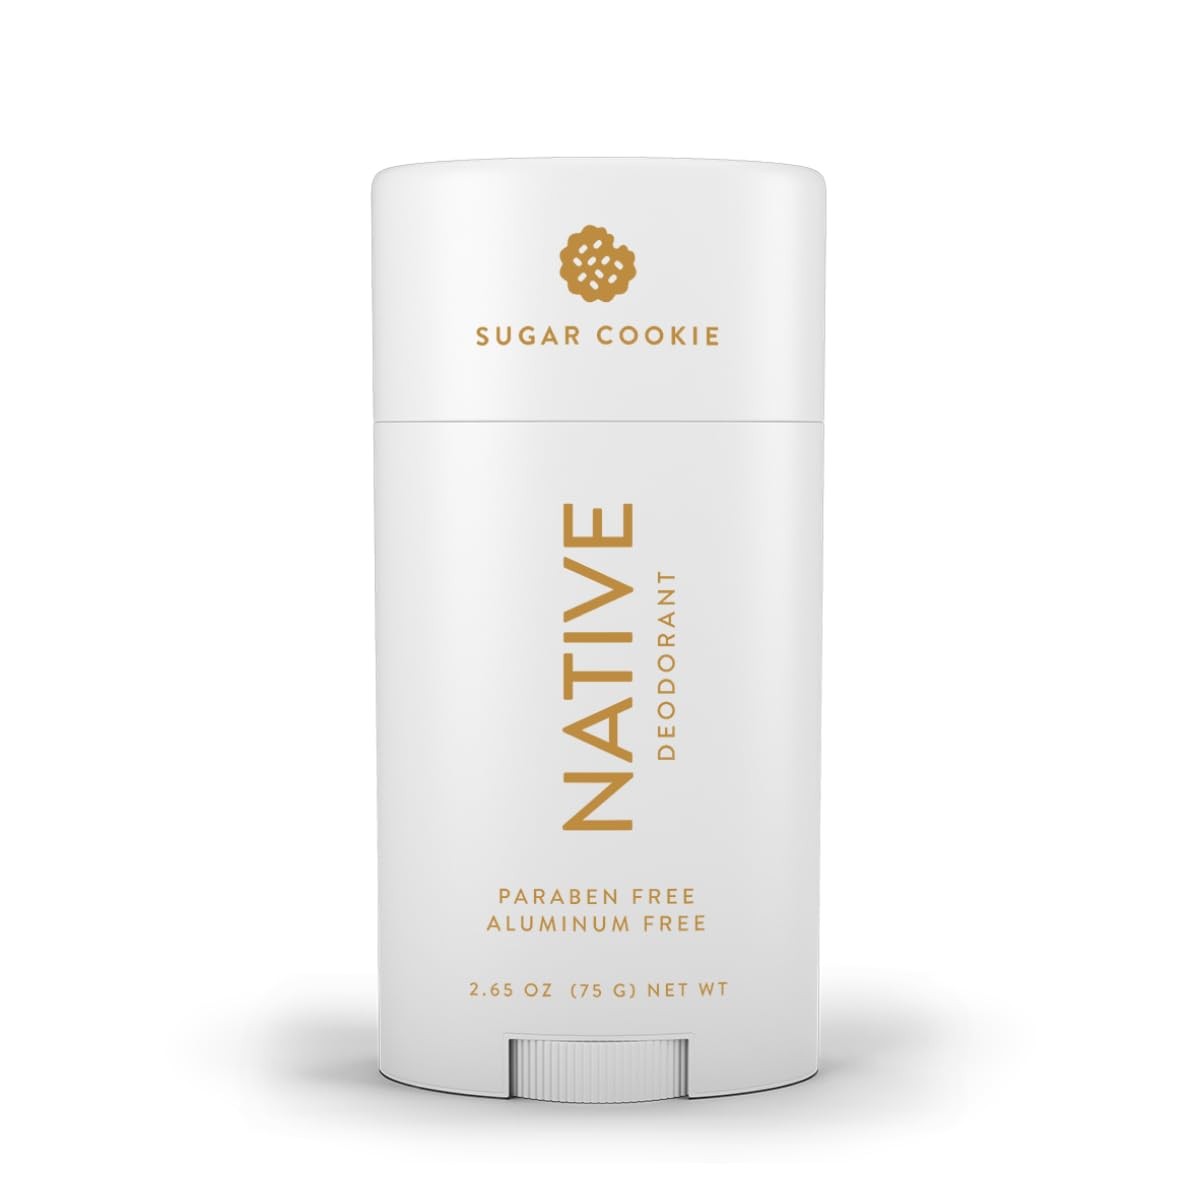 SUGAR COOKIE
NATIVE
DEODORANT
PARABEN FREE
ALUMINUM FREE
2.65 OZ (75 G) NET WT